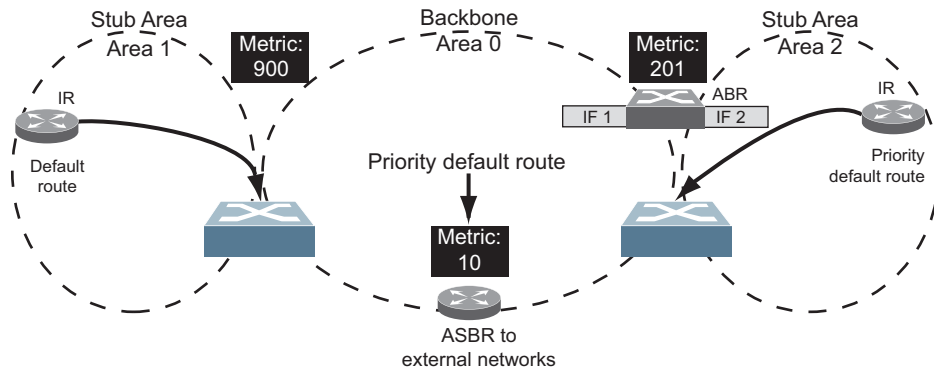 Stub Area
Area 1
Metric:
900
Backbone
Area 0
Metric:
201
Stub Area
Area 2
IR
Default
route
ABR
IF 1
IF 2
IR
Priority
default route
Priority default route
Metric:
10
ASBR to
external networks